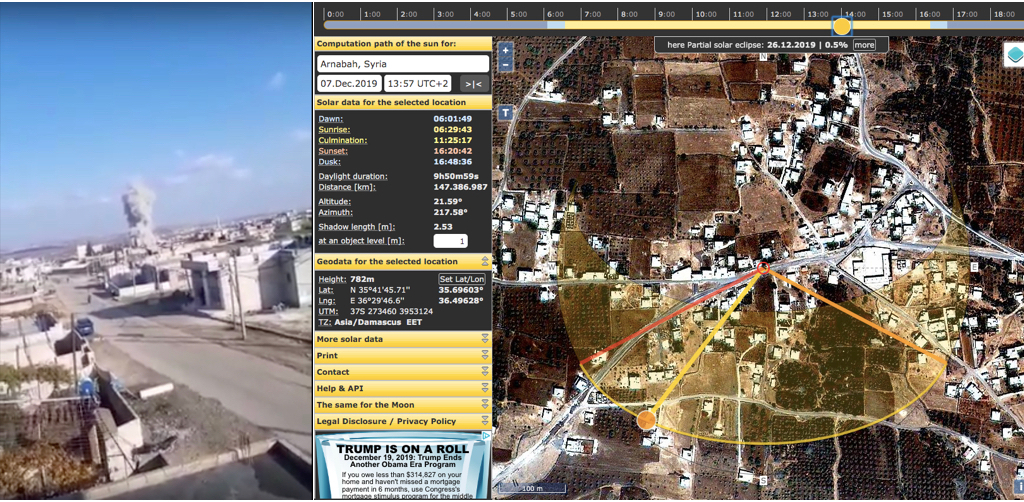 0:00 1:00 2:00 3:00 4:00 5:00 6:00 7:00 8:00 9:00 10:00 11:00 12:00 13:00 14:00 15:00 16:00 17:00 18:00
here Partial solar eclipse: 26.12.2019 | 0.5% more
Computation path of the sun for:
Arnabah, Syria
07.Dec.2019 13:57 UTC+2 >|<
Solar data for the selected location
Dawn: 06:01:49
Sunrise: 06:29:43
Culmination: 11:25:17
Sunset: 16:20:42
Dusk: 16:48:36
Daylight duration: 9h50m59s
Distance [km]: 147.386.987
Altitude: 21.59°
Azimuth: 217.58°
Shadow length [m]: 2.53
at an object level [m]: 1
Geodata for the selected location
Height: 782m Set Lat/Lon
Lat: N 35°41'45.71'' 35.69603°
Lng: E 36°29'46.6'' 36.49628°
UTM: 37S 273460 3953124
TZ: Asia/Damascus EET
More solar data
Print
Contact
Help & API
The same for the Moon
Legal Disclosure / Privacy Policy
TRUMP IS ON A ROLL
December 19, 2019: Trump Ends
Another Obama Era Program
If you owe less than $314,827 on your
home and haven't missed a mortgage
payment in 6 months, use Congress's
mortgage stimulus program for the middle
+
−
T
N
E
S
100 m